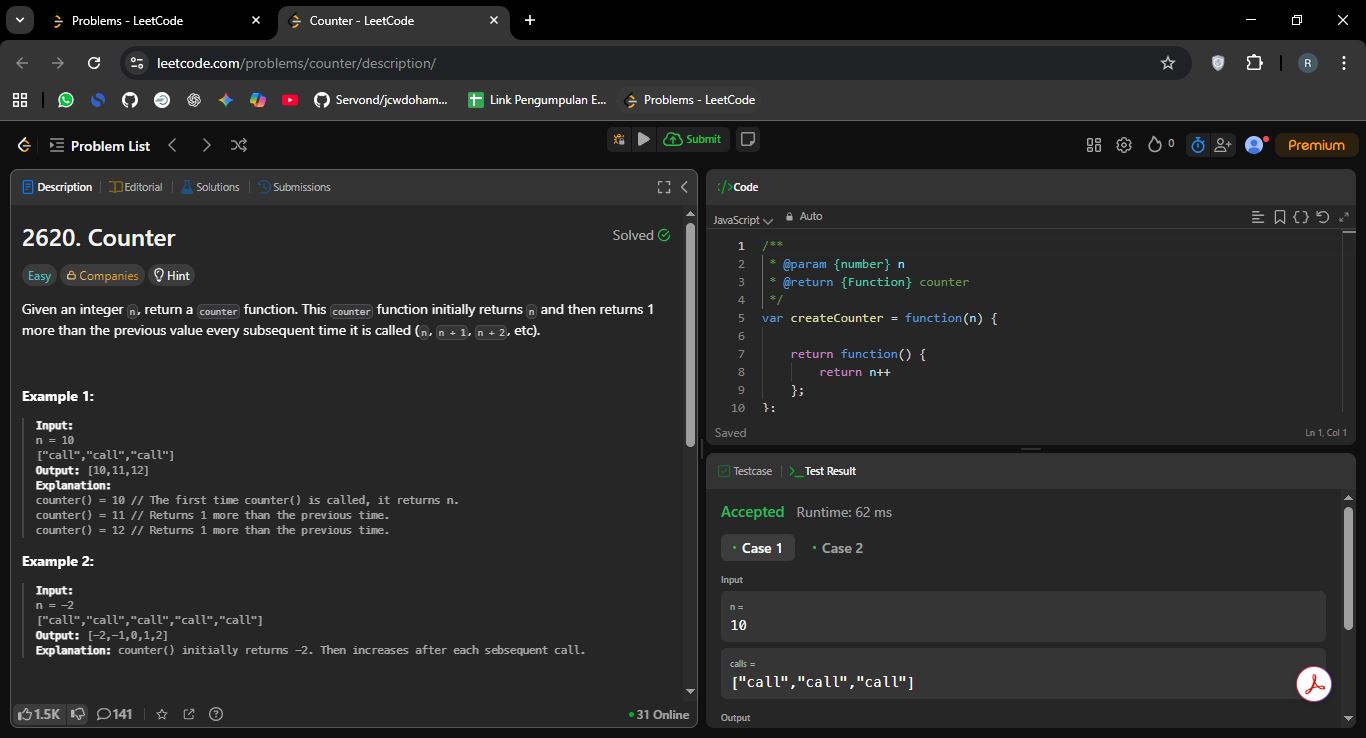 Problems - LeetCode
Counter - LeetCode
leetcode.com/problems/counter/description/
R
Servond/jcwdoham...
Link Pengumpulan E...
Problems - LeetCode
Problem List
Submit
0
Premium
Description
Editorial
Solutions
Submissions
2620. Counter
Solved
Easy
Companies
Hint
Given an integer n, return a counter function. This counter function initially returns n and then returns 1
more than the previous value every subsequent time it is called (n, n + 1, n + 2, etc).
Example 1:
Input:
n = 10
["call","call","call"]
Output: [10,11,12]
Explanation:
counter() = 10 // The first time counter() is called, it returns n.
counter() = 11 // Returns 1 more than the previous time.
counter() = 12 // Returns 1 more than the previous time.
Example 2:
Input:
n = -2
["call","call","call","call","call"]
Output: [-2,-1,0,1,2]
Explanation: counter() initially returns -2. Then increases after each sebsequent call.
1.5K
141
31 Online
</>Code
JavaScript
Auto
1 /**
2 * @param {number} n
3 * @return {Function} counter
4 */
5 var createCounter = function(n) {
6
7 return function() {
8 return n++
9 };
10 };
Saved
Ln 1, Col 1
Testcase
>_Test Result
Accepted
Runtime: 62 ms
Case 1
Case 2
Input
n =
10
calls =
["call","call","call"]
Output